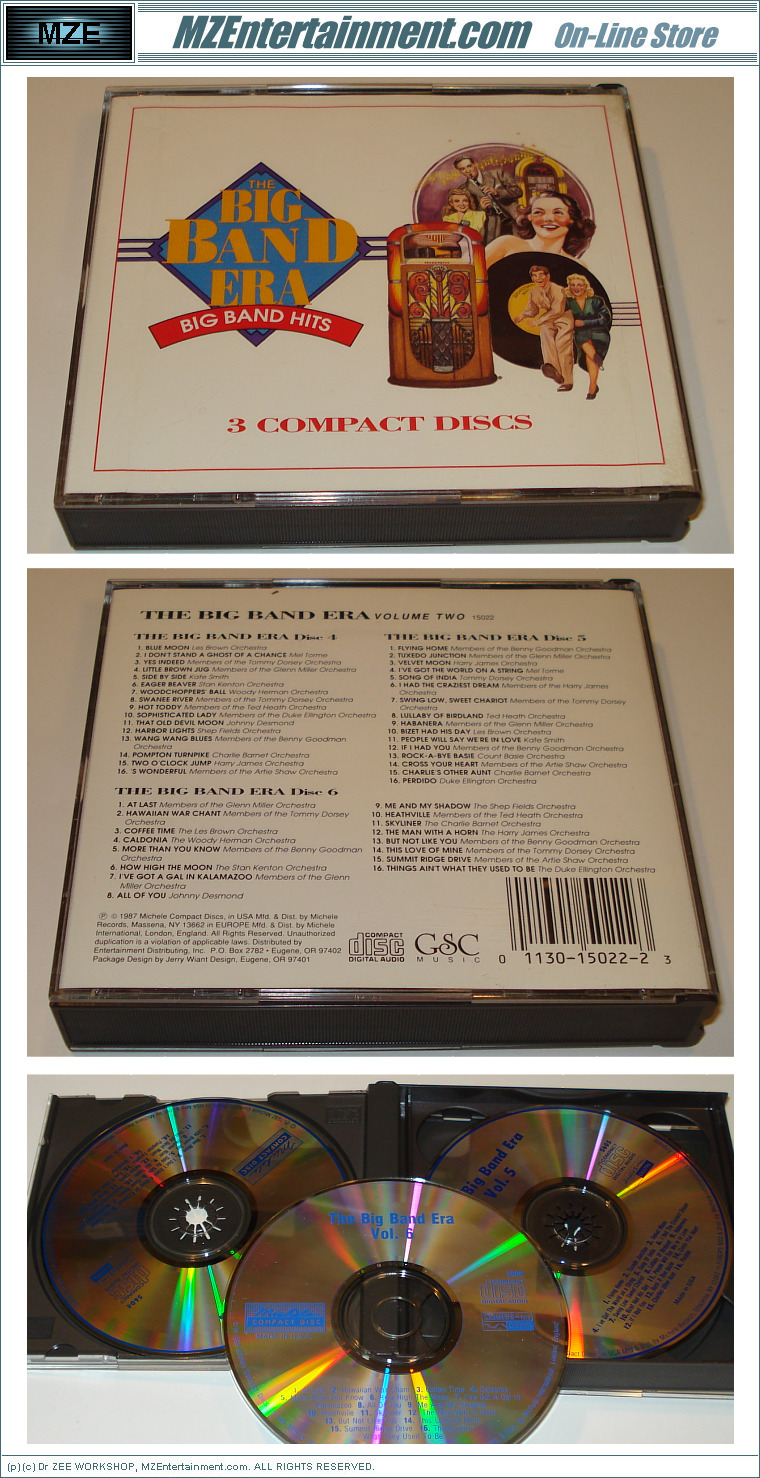 MZE
MZEntertainment.com On-Line Store
THE
BIG
BAND
ERA
BIG BAND HITS
3 COMPACT DISCS
THE BIG BAND ERA VOLUME TWO 15022
THE BIG BAND ERA Disc 4
1. BLUE MOON Les Brown Orchestra
2. I DON'T STAND A GHOST OF A CHANCE Mel Torme
3. YES INDEED Members of the Tommy Dorsey Orchestra
4. LITTLE BROWN JUG Members of the Glenn Miller Orchestra
5. SIDE BY SIDE Kate Smith
6. EAGER BEAVER Stan Kenton Orchestra
7. WOODCHOPPERS' BALL Woody Herman Orchestra
8. SWANEE RIVER Members of the Tommy Dorsey Orchestra
9. HOT TODDY Members of the Ted Heath Orchestra
10. SOPHISTICATED LADY Members of the Duke Ellington Orchestra
11. THAT OLD DEVIL MOON Johnny Desmond
12. HARBOR LIGHTS Shep Fields Orchestra
13. WANG WANG BLUES Members of the Benny Goodman
Orchestra
14. POMPTON TURNPIKE Charlie Barnet Orchestra
15. TWO O'CLOCK JUMP Harry James Orchestra
16. 'S WONDERFUL Members of the Artie Shaw Orchestra
THE BIG BAND ERA Disc 5
1. FLYING HOME Members of the Benny Goodman Orchestra
2. TUXEDO JUNCTION Members of the Glenn Miller Orchestra
3. VELVET MOON Harry James Orchestra
4. I'VE GOT THE WORLD ON A STRING Mel Torme
5. SONG OF INDIA Tommy Dorsey Orchestra
6. I HAD THE CRAZIEST DREAM Members of the Harry James
Orchestra
7. SWING LOW, SWEET CHARIOT Members of the Tommy Dorsey
Orchestra
8. LULLABY OF BIRDLAND Ted Heath Orchestra
9. HABANERA Members of the Glenn Miller Orchestra
10. BIZET HAD HIS DAY Les Brown Orchestra
11. PEOPLE WILL SAY WE'RE IN LOVE Kate Smith
12. IF I HAD YOU Members of the Benny Goodman Orchestra
13. ROCK-A-BYE BASIE Count Basie Orchestra
14. CROSS YOUR HEART Members of the Artie Shaw Orchestra
15. CHARLIE'S OTHER AUNT Charlie Barnet Orchestra
16. PERDIDO Members of the Duke Ellington Orchestra
THE BIG BAND ERA Disc 6
1. AT LAST Members of the Glenn Miller Orchestra
2. HAWAIIAN WAR CHANT Members of the Tommy Dorsey
Orchestra
3. COFFEE TIME The Les Brown Orchestra
4. CALDONIA The Woody Herman Orchestra
5. MORE THAN YOU KNOW Members of the Benny Goodman
Orchestra
6. HOW HIGH THE MOON The Stan Kenton Orchestra
7. I'VE GOT A GAL IN KALAMAZOO Members of the Glenn
Miller Orchestra
8. ALL OF YOU Johnny Desmond
9. ME AND MY SHADOW The Shep Fields Orchestra
10. HEATHVILLE Members of the Ted Heath Orchestra
11. SKYLINER The Charlie Barnet Orchestra
12. THE MAN WITH A HORN The Harry James Orchestra
13. BUT NOT LIKE YOU Members of the Benny Goodman Orchestra
14. THIS LOVE OF MINE Members of the Tommy Dorsey Orchestra
15. SUMMIT RIDGE DRIVE Members of the Artie Shaw Orchestra
16. THINGS AIN'T WHAT THEY USED TO BE The Duke Ellington Orchestra
℗ © 1987 Michele Compact Discs, in USA Mfd. & Dist. by Michele
Records, Massena, NY 13662 in EUROPE Mfd. & Dist. by Michele
International, London, England. All Rights Reserved. Unauthorized
duplication is a violation of applicable laws. Distributed by
Entertainment Distributing, Inc. P.O. Box 2782 • Eugene, OR 97402
Package Design by Jerry Wiant Design, Eugene, OR 97401
COMPACT
disc
DIGITAL AUDIO
GSC
MUSIC
0 1130-15022-2 3
Big Band Era
Vol. 5
The Big Band Era
Vol. 6
COMPACT DISC
(p)(c) Dr ZEE WORKSHOP, MZEntertainment.com. ALL RIGHTS RESERVED.